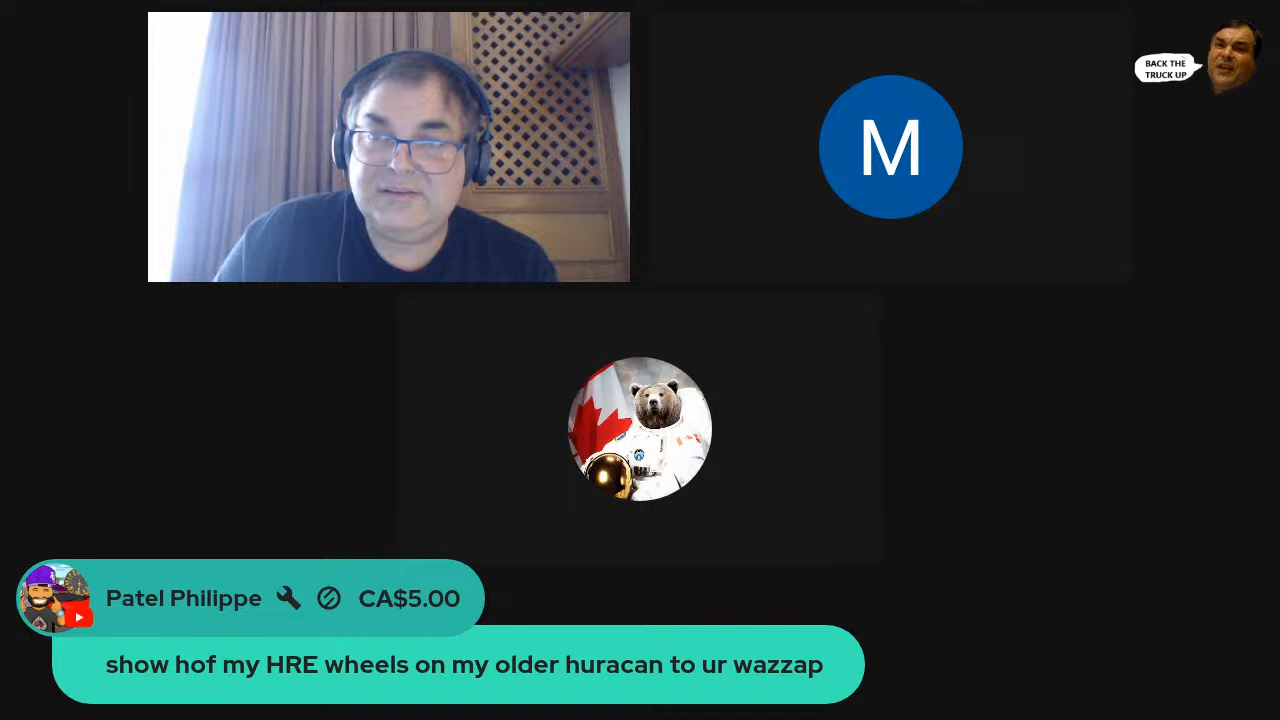 BACK THE
TRUCK UP
M
Patel Philippe CA$5.00
show hof my HRE wheels on my older huracan to ur wazzap